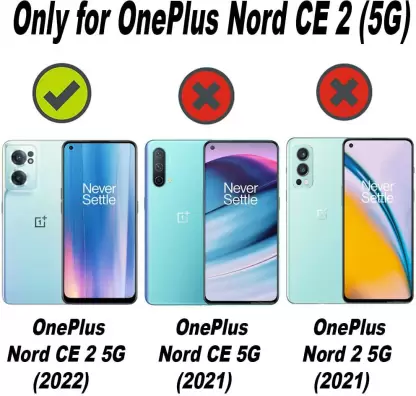 Only for OnePlus Nord CE 2 (5G)
Never
Settle
Never
Settle
Never
Settle
OnePlus
Nord CE 2 5G
(2022)
OnePlus
Nord CE 5G
(2021)
OnePlus
Nord 2 5G
(2021)